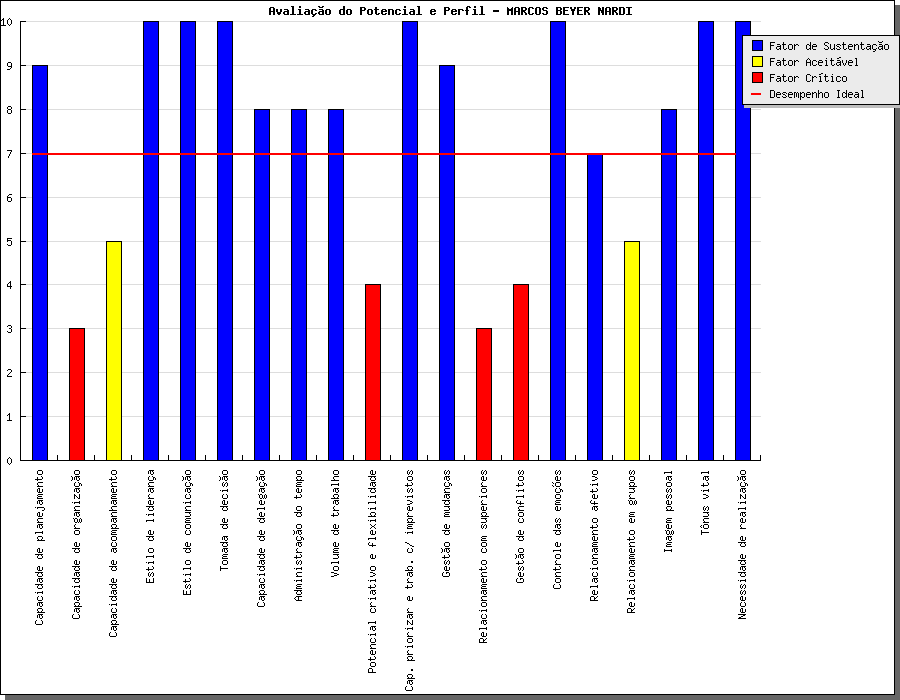 Avaliação do Potencial e Perfil - MARCOS BEYER NARDI
Fator de Sustentação
Fator Aceitável
Fator Crítico
Desempenho Ideal
10
9
8
7
6
5
4
3
2
1
0
Capacidade de planejamento
Capacidade de organização
Capacidade de acompanhamento
Estilo de liderança
Estilo de comunicação
Tomada de decisão
Capacidade de delegação
Administração do tempo
Volume de trabalho
Potencial criativo e flexibilidade
Cap. priorizar e trab. c/ imprevistos
Gestão de mudanças
Relacionamento com superiores
Gestão de conflitos
Controle das emoções
Relacionamento afetivo
Relacionamento em grupos
Imagem pessoal
Tônus vital
Necessidade de realização